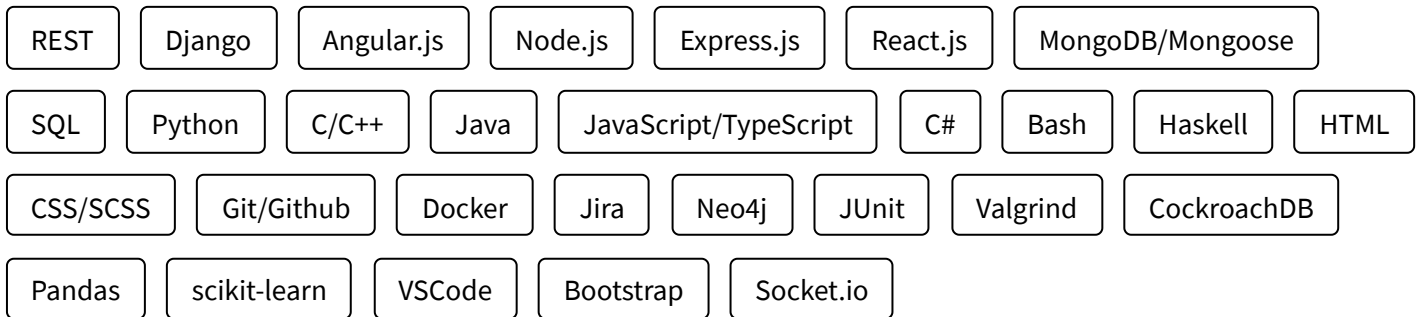 REST Django Angular.js Node.js Express.js React.js MongoDB/Mongoose
SQL Python C/C++ Java JavaScript/TypeScript C# Bash Haskell HTML
CSS/SCSS Git/Github Docker Jira Neo4j JUnit Valgrind CockroachDB
Pandas scikit-learn VSCode Bootstrap Socket.io